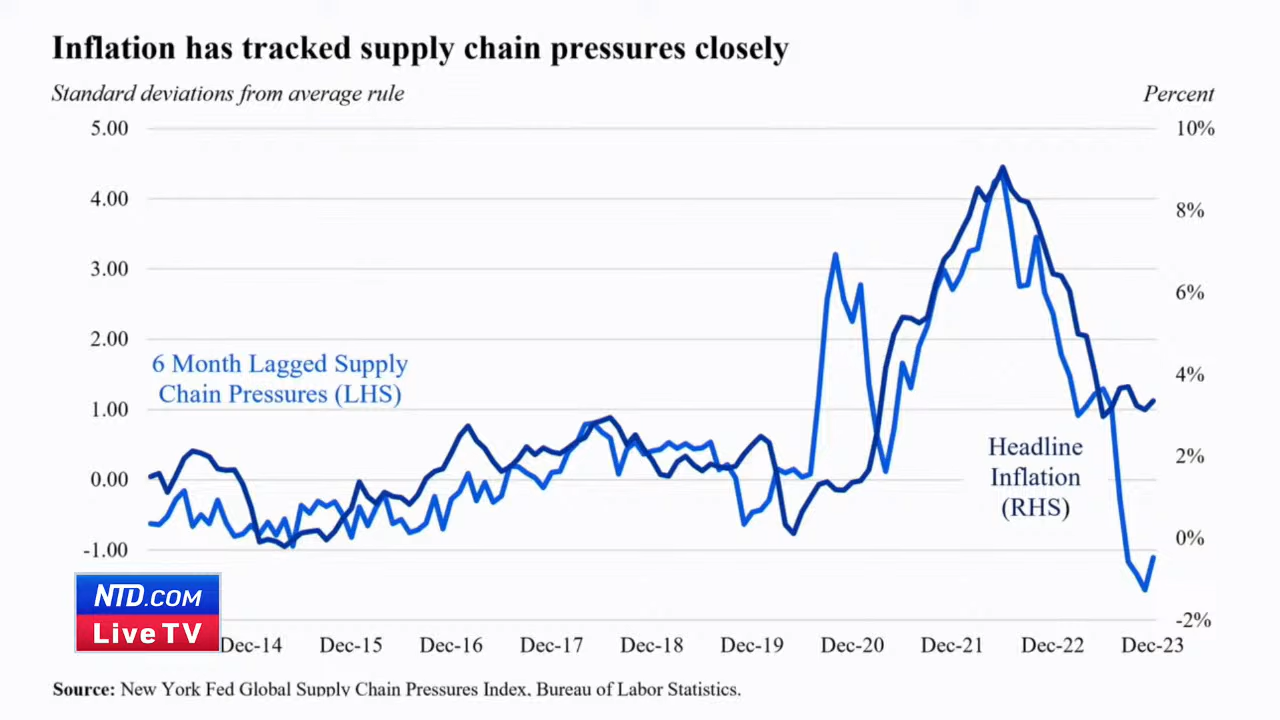 Inflation has tracked supply chain pressures closely
Standard deviations from average rule
Percent
5.00
10%
4.00
8%
3.00
6%
2.00
6 Month Lagged Supply
Chain Pressures (LHS)
4%
1.00
Headline
Inflation
(RHS)
2%
0.00
0%
-1.00
NTD.COM
Live TV
-2%
Dec-14 Dec-15 Dec-16 Dec-17 Dec-18 Dec-19 Dec-20 Dec-21 Dec-22 Dec-23
Source: New York Fed Global Supply Chain Pressures Index, Bureau of Labor Statistics.